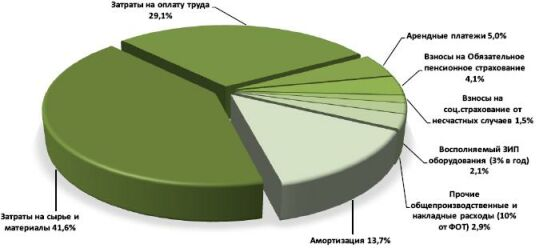 Затраты на оплату труда
29,1%
Арендные платежи 5,0%
Взносы на Обязательное
пенсионное страхование
4,1%
Взносы на
соц.страхование от
несчастных случаев 1,5%
Восполняемый ЗИП
оборудования (3% в год)
2,1%
Прочие
общепроизводственные и
накладные расходы (10%
от ФОТ) 2,9%
Амортизация 13,7%
Затраты на сырье и
материалы 41,6%